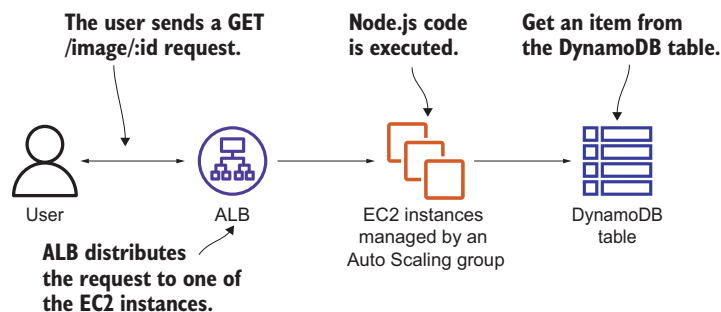 The user sends a GET
/image/:id request.
Node.js code
is executed.
Get an item from
the DynamoDB table.
User
ALB
EC2 instances
managed by an
Auto Scaling group
DynamoDB
table
ALB distributes
the request to one of
the EC2 instances.